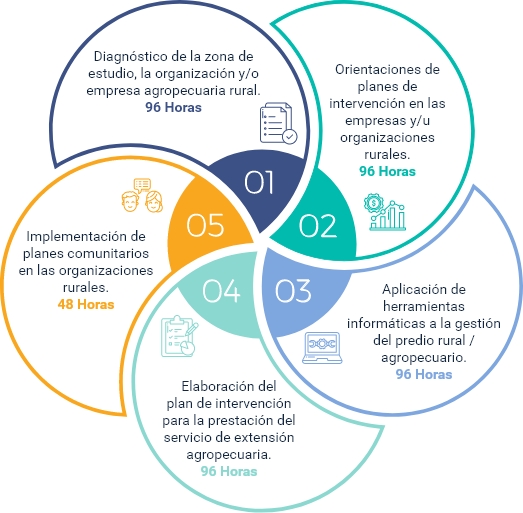 Diagnóstico de la zona de
estudio, la organización y/o
empresa agropecuaria rural.
96 Horas
01
Orientaciones de
planes de
intervención en las
empresas y/u
organizaciones
rurales.
96 Horas
02
Aplicación de
herramientas
informáticas a la gestión
del predio rural /
agropecuario.
96 Horas
03
Elaboración del
plan de intervención
para la prestación del
servicio de extensión
agropecuaria.
96 Horas
04
Implementación de
planes comunitarios
en las organizaciones
rurales.
48 Horas
05